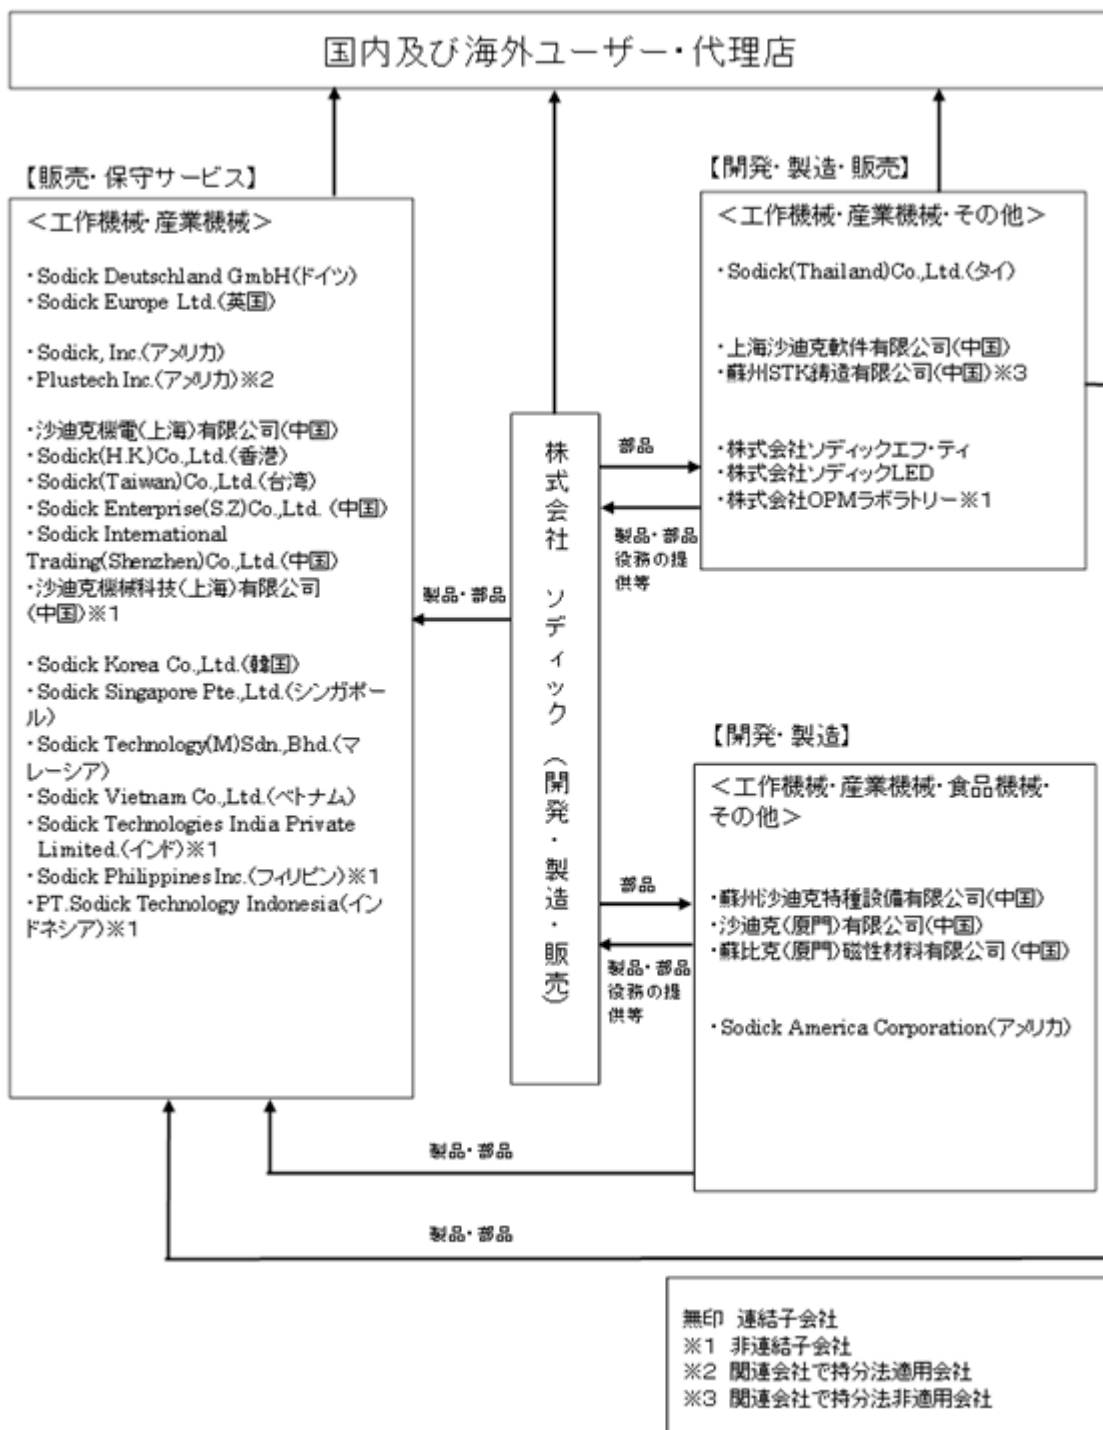 国内及び海外ユーザー・代理店
【販売・保守サービス】
＜工作機械・産業機械＞
・Sodick Deutschland GmbH(ドイツ)
・Sodick Europe Ltd.(英国)
・Sodick, Inc.(アメリカ)
・Plustech Inc.(アメリカ)※2
・沙迪克機電(上海)有限公司(中国)
・Sodick(H.K.)Co.,Ltd.(香港)
・Sodick(Taiwan)Co.,Ltd.(台湾)
・Sodick Enterprise(S.Z)Co.,Ltd. (中国)
・Sodick International
Trading(Shenzhen)Co.,Ltd.(中国)
・沙迪克機械科技(上海)有限公司
(中国)※1
・Sodick Korea Co.,Ltd.(韓国)
・Sodick Singapore Pte.,Ltd.(シンガポー
ル)
・Sodick Technology(M)Sdn.,Bhd.(マ
レーシア)
・Sodick Vietnam Co.,Ltd.(ベトナム)
・Sodick Technologies India Private
Limited.(インド)※1
・Sodick Philippines Inc.(フィリピン)※1
・PT.Sodick Technology Indonesia(イン
ドネシア)※1
製品・部品
株式会社 ソディック (開発・製造・販売)
部品
製品・部品
役務の提
供等
【開発・製造・販売】
＜工作機械・産業機械・その他＞
・Sodick(Thailand)Co.,Ltd.(タイ)
・上海沙迪克軟件有限公司(中国)
・蘇州STK鋳造有限公司(中国)※3
・株式会社ソディックエフ・ティ
・株式会社ソディックLED
・株式会社OPMラボラトリー※1
部品
製品・部品
役務の提
供等
【開発・製造】
＜工作機械・産業機械・食品機械・
その他＞
・蘇州沙迪克特種設備有限公司(中国)
・沙迪克(厦門)有限公司(中国)
・蘇比克(厦門)磁性材料有限公司 (中国)
・Sodick America Corporation(アメリカ)
製品・部品
製品・部品
無印 連結子会社
※1 非連結子会社
※2 関連会社で持分法適用会社
※3 関連会社で持分法非適用会社